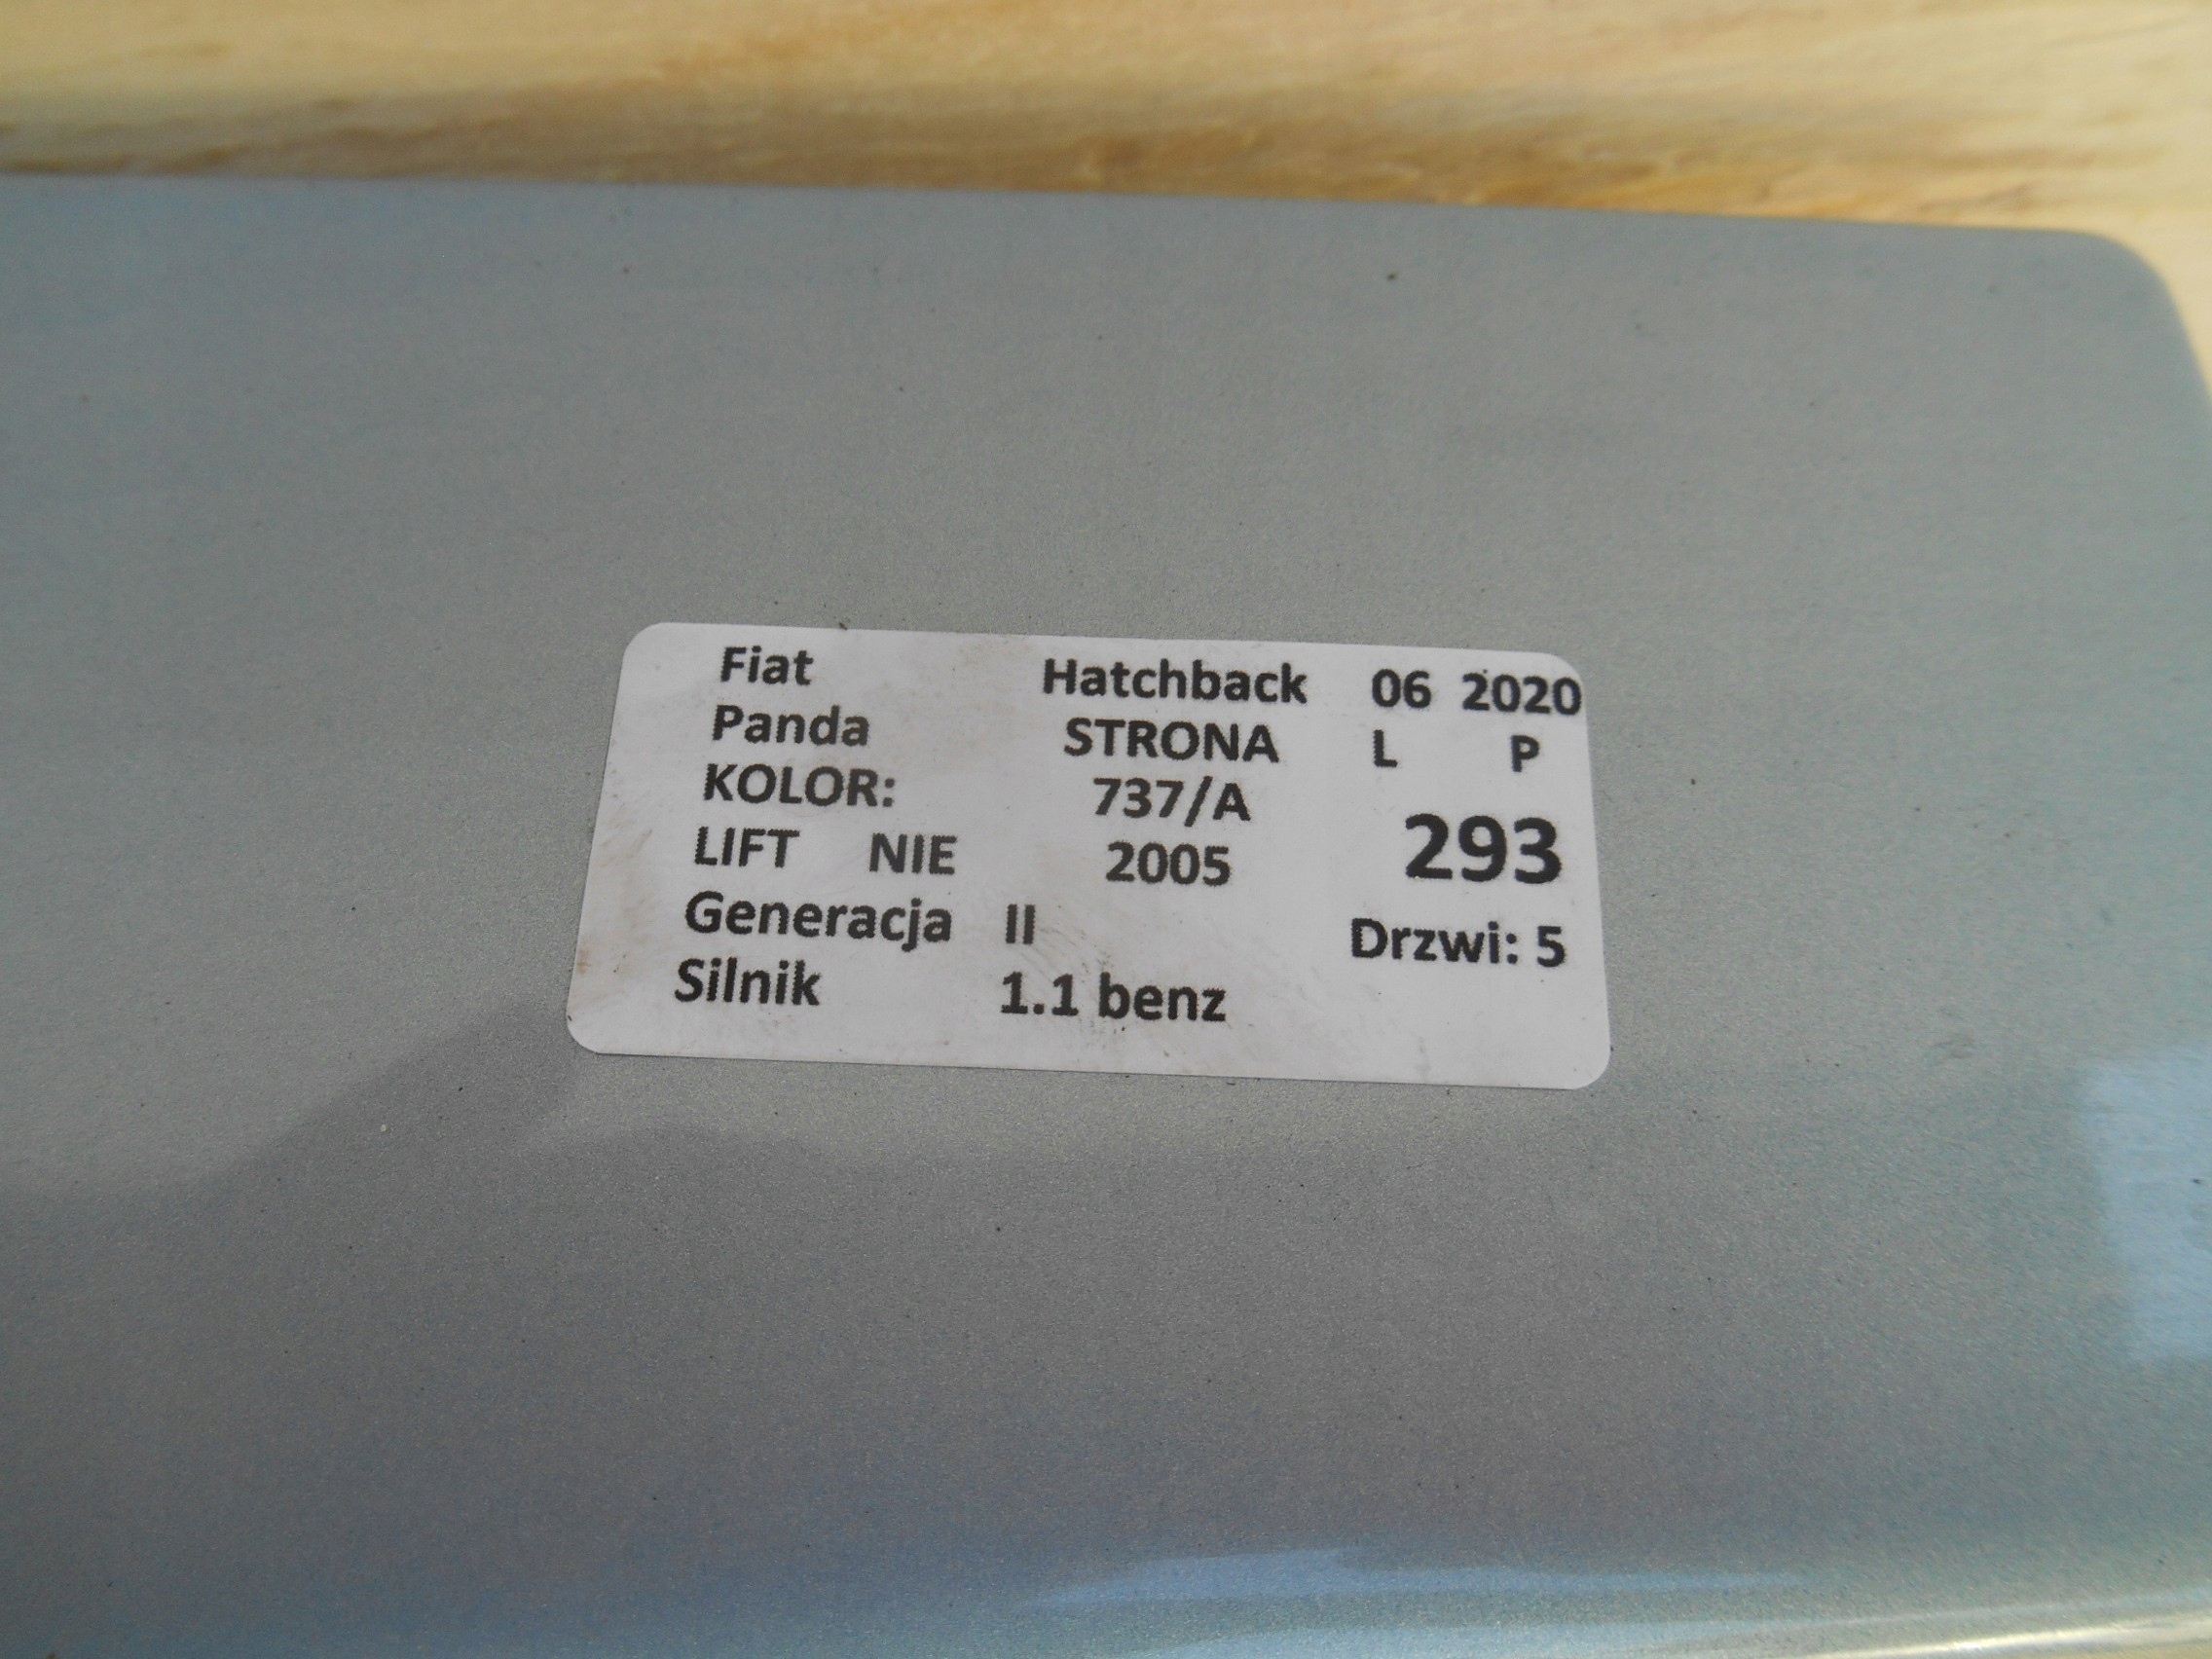 Fiat Hatchback 06 2020
Panda STRONA L P
KOLOR: 737/A
LIFT NIE 2005 293
Generacja II Drzwi: 5
Silnik 1.1 benz